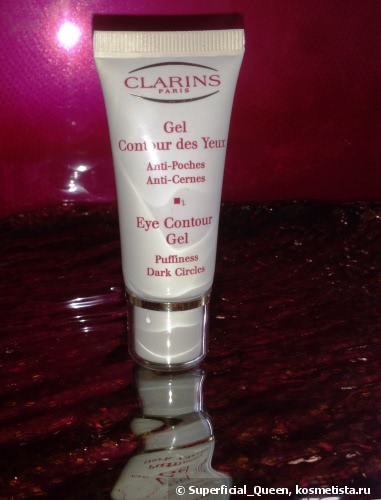 CLARINS
PARIS
Gel
Contour des Yeux
Anti-Poches
Anti-Cernes
1
Eye Contour
Gel
Puffiness
Dark Circles
© Superficial_Queen, kosmetista.ru